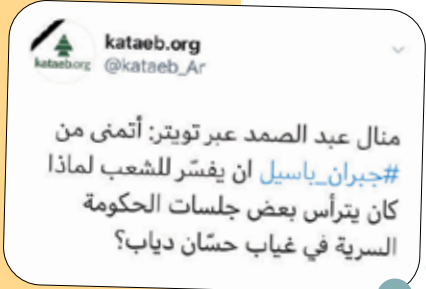 kataeb.org
kataeb.org @kataeb_Ar
منال عبد الصمد عبر تويتر: أتمنى من
#جبران_باسيل ان يفسّر للشعب لماذا
كان يترأس بعض جلسات الحكومة
السرية في غياب حسّان دياب؟